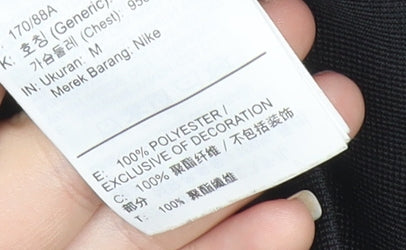 170/88A
K: 호칭 (Generic):
가슴둘레 (Chest): 95
IN: Ukuran: M
Merek Barang: Nike
E: 100% POLYESTER /
EXCLUSIVE OF DECORATION
C: 100% 聚酯纤维 / 不包括装饰
部分
T: 100% 聚酯纖維